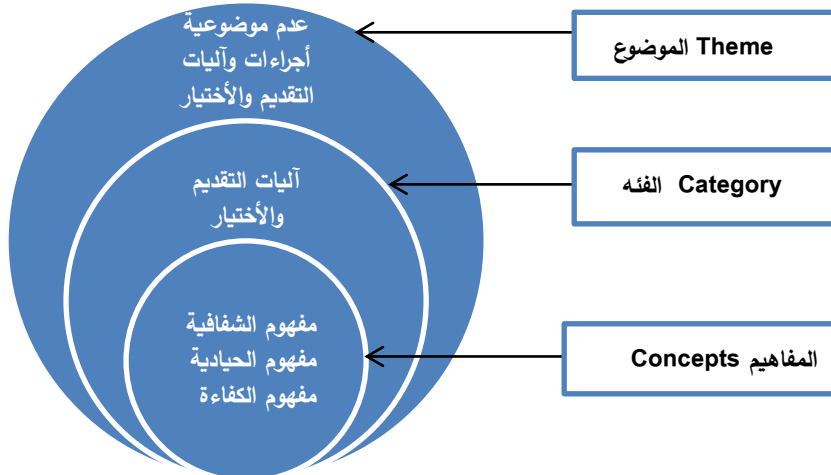 عدم موضوعية
أجراءات وآليات
التقديم والأختيار
الموضوع Theme
آليات التقديم
والأختيار
الفئه Category
مفهوم الشفافية
مفهوم الحيادية
مفهوم الكفاءة
المفاهيم Concepts